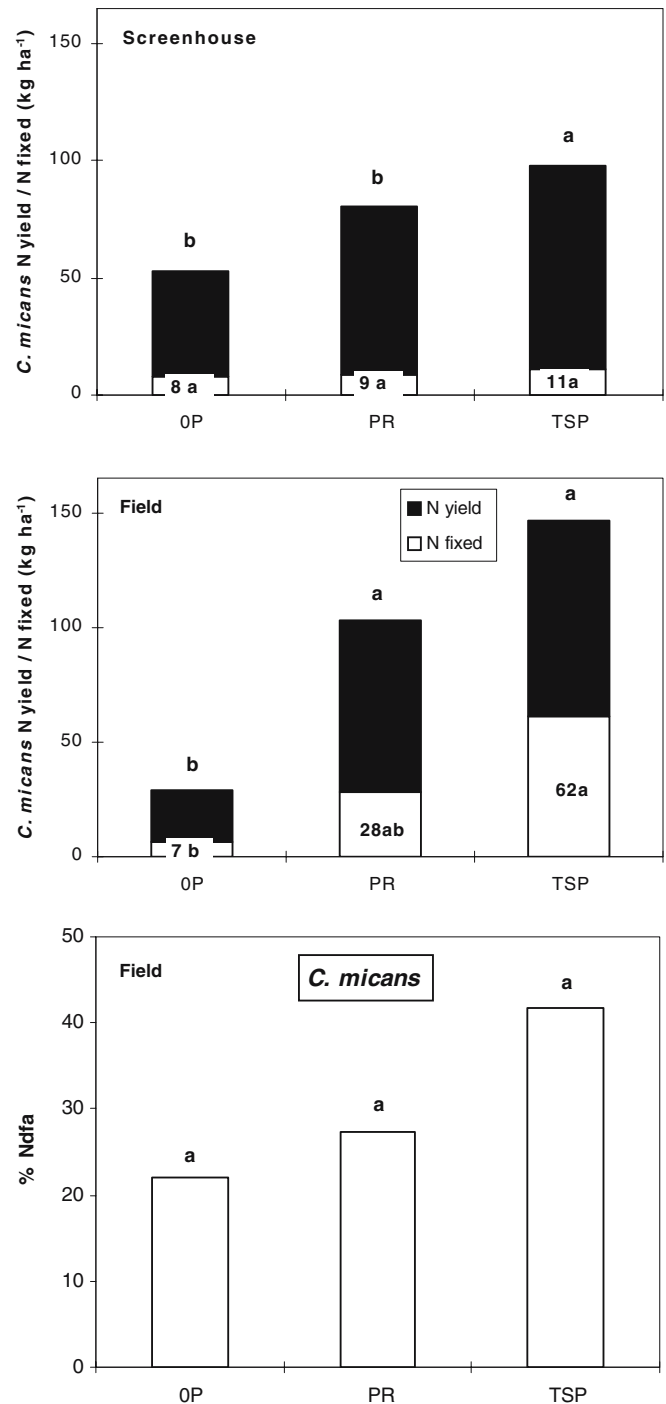 C. micans N yield / N fixed (kg ha⁻¹)
Screenhouse
150
100
50
0
b
b
a
8 a
9 a
11a
0P
PR
TSP
C. micans N yield / N fixed (kg ha⁻¹)
Field
N yield
N fixed
150
100
50
0
b
a
a
7 b
28ab
62a
0P
PR
TSP
% Ndfa
Field
C. micans
50
40
30
20
10
0
a
a
a
0P
PR
TSP